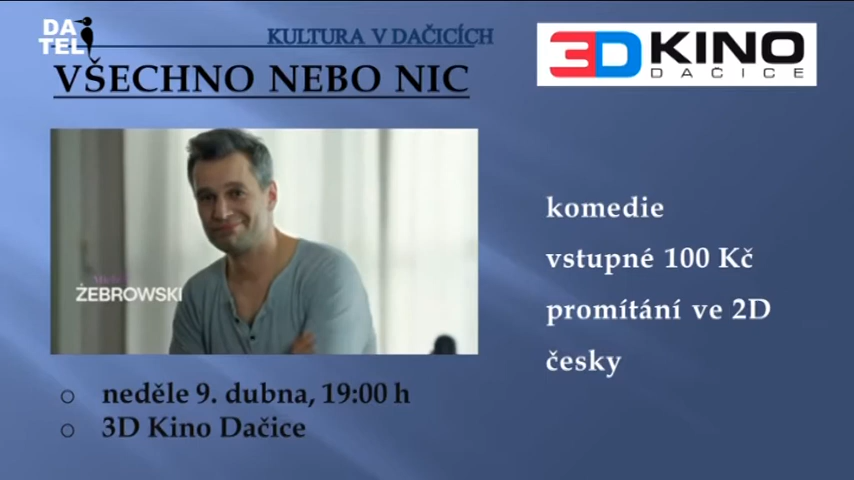 DA
TEL
KULTURA V DAČICÍCH
VŠECHNO NEBO NIC
3D KINO
DAČICE
ŻEBROWSKI
komedie
vstupné 100 Kč
promítání ve 2D
česky
neděle 9. dubna, 19:00 h
3D Kino Dačice